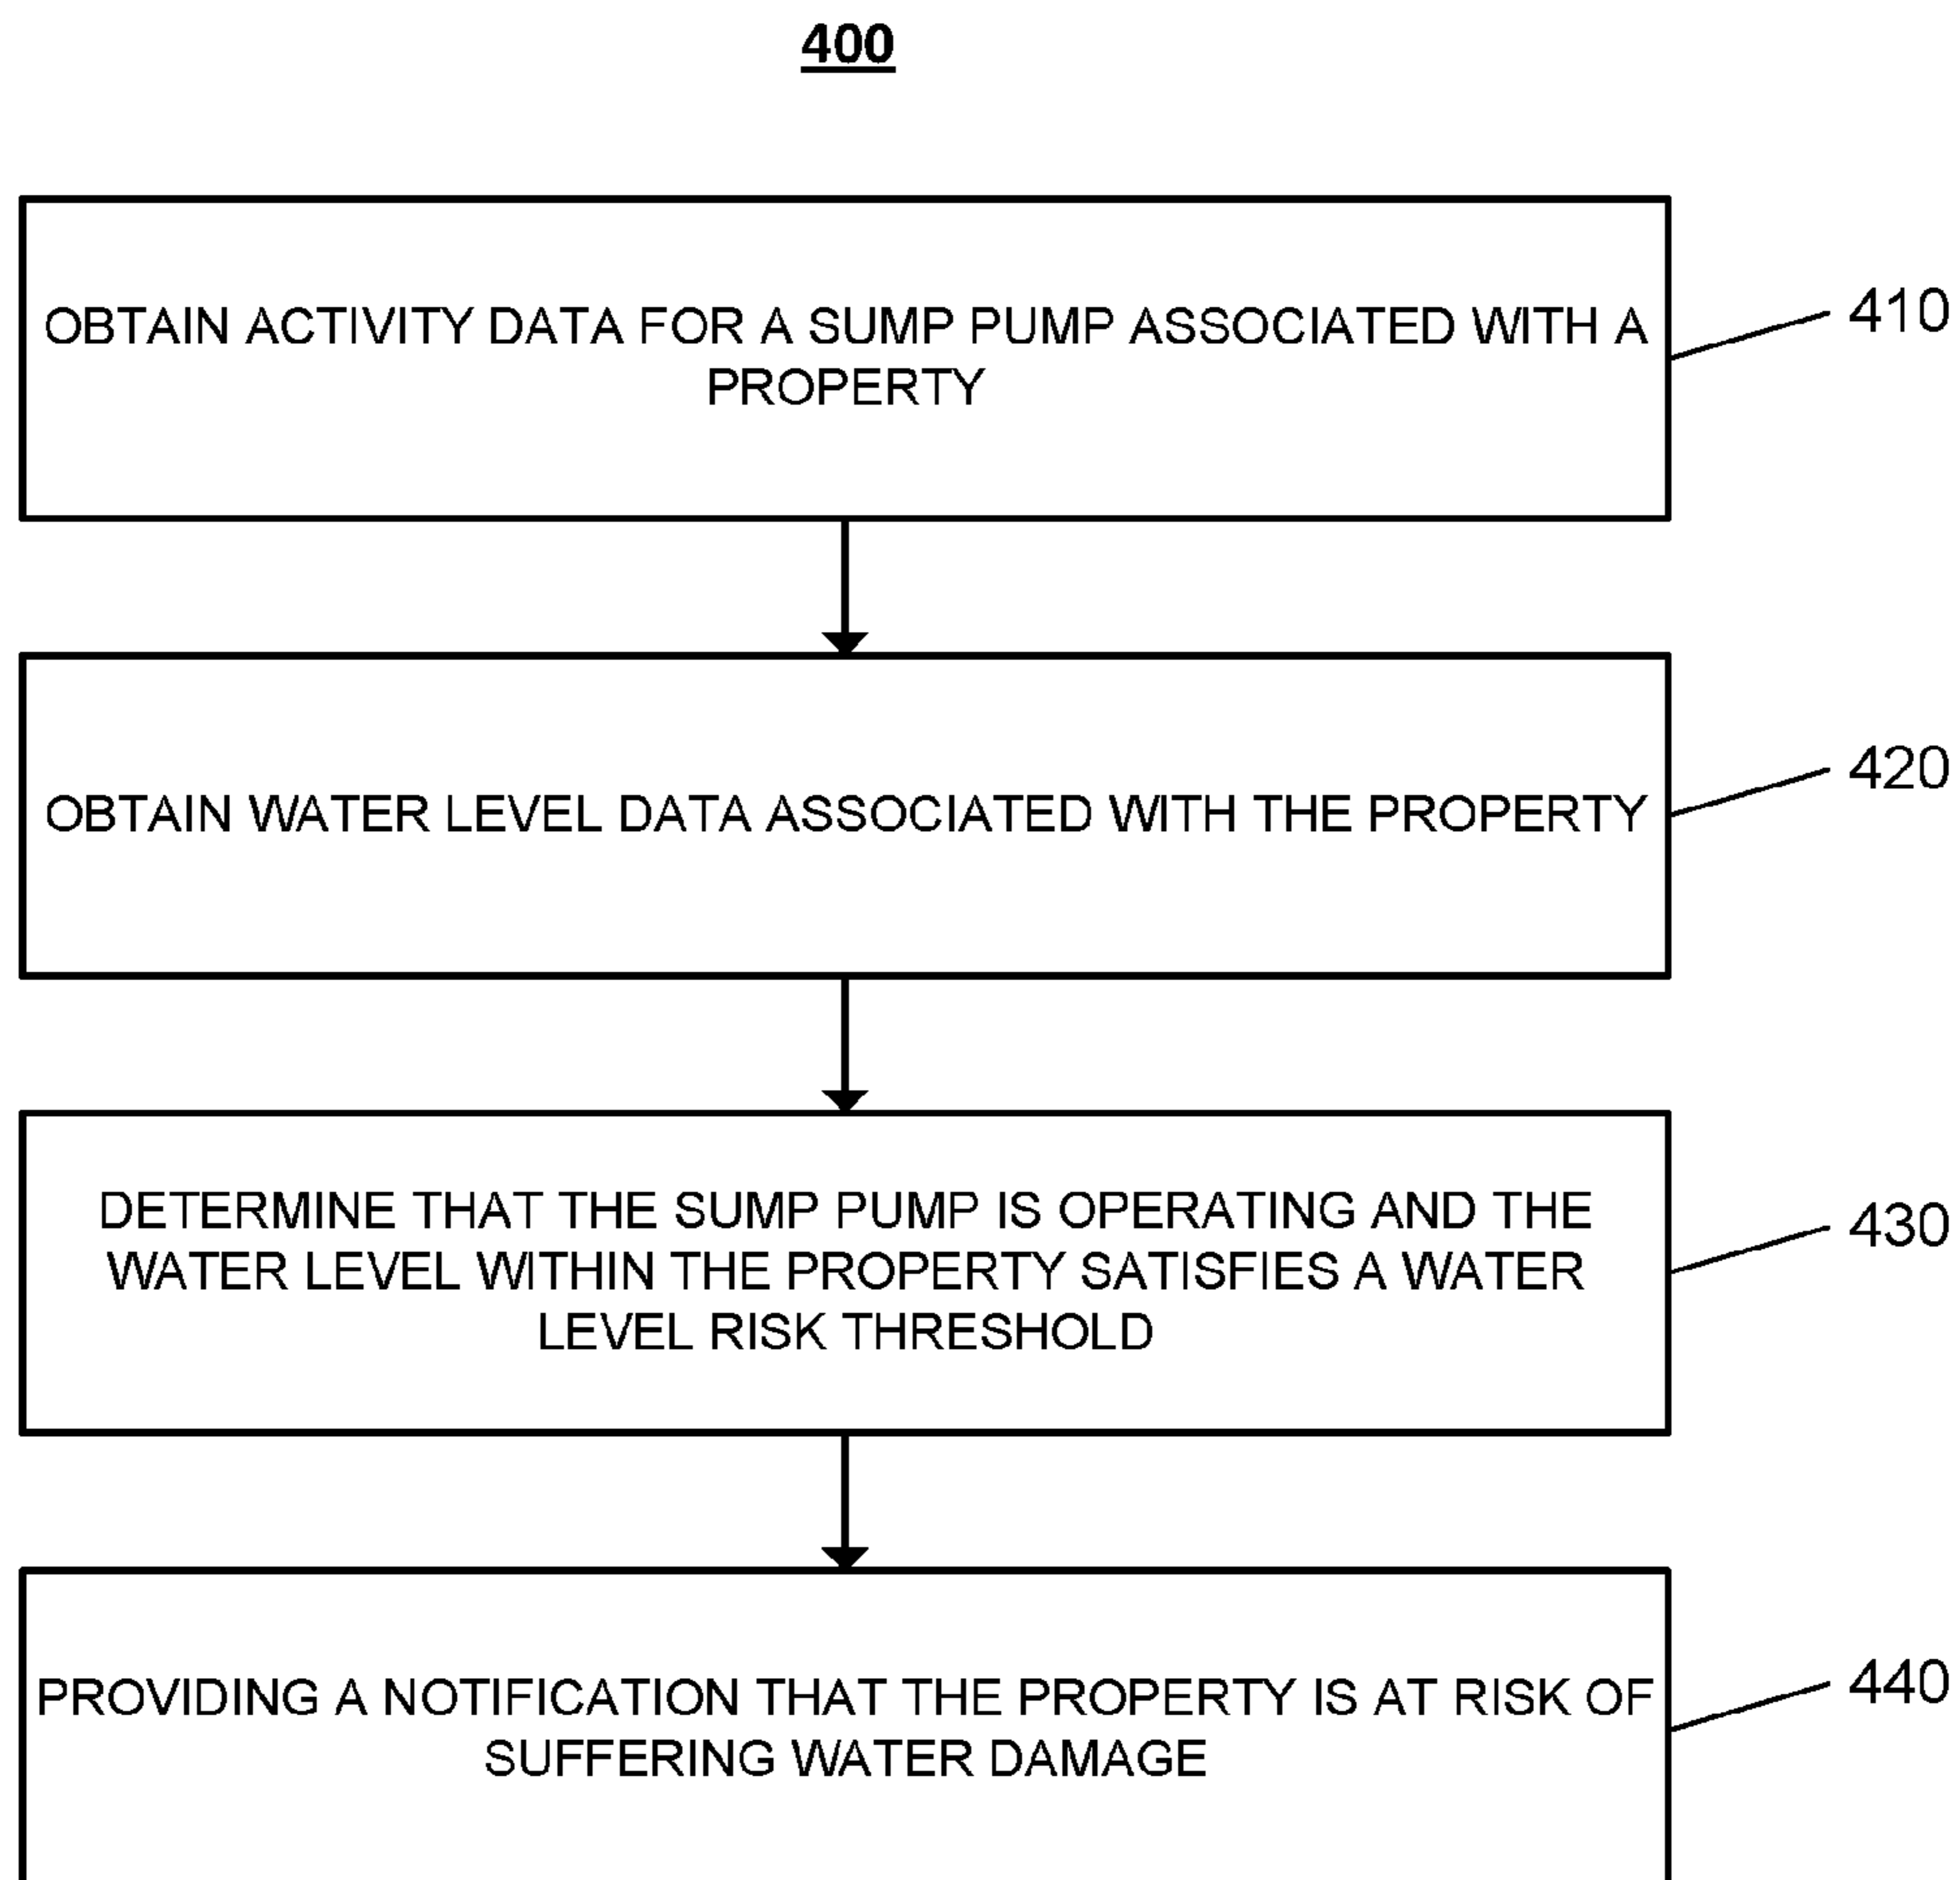 400
OBTAIN ACTIVITY DATA FOR A SUMP PUMP ASSOCIATED WITH A
PROPERTY
410
OBTAIN WATER LEVEL DATA ASSOCIATED WITH THE PROPERTY
420
DETERMINE THAT THE SUMP PUMP IS OPERATING AND THE
WATER LEVEL WITHIN THE PROPERTY SATISFIES A WATER
LEVEL RISK THRESHOLD
430
PROVIDING A NOTIFICATION THAT THE PROPERTY IS AT RISK OF
SUFFERING WATER DAMAGE
440